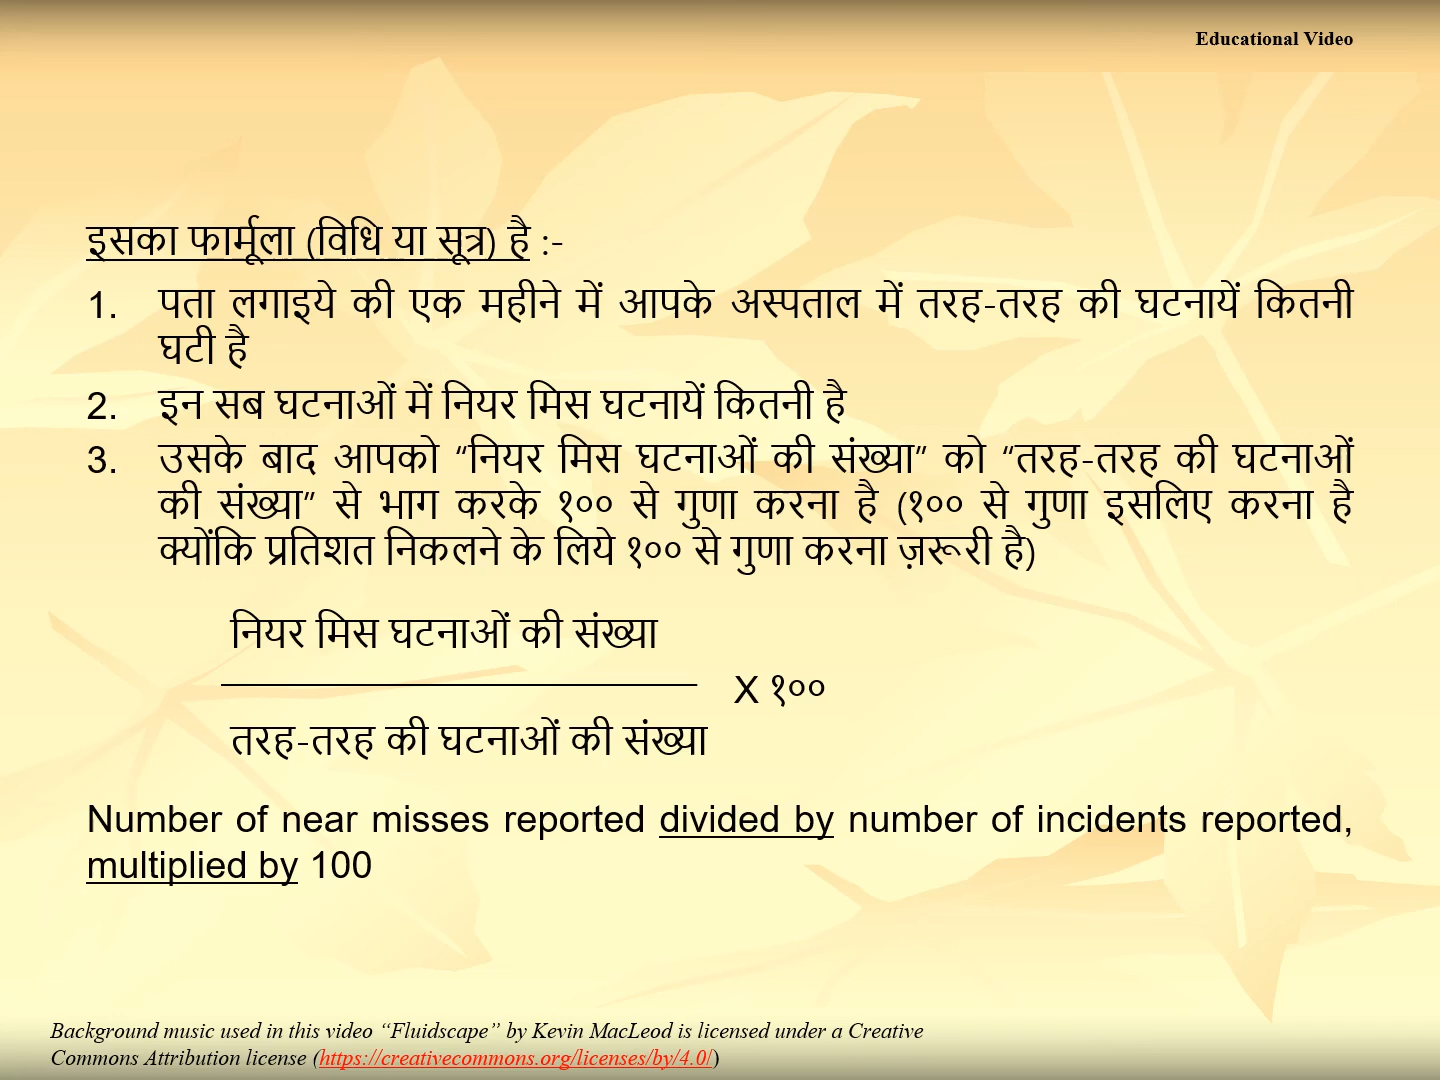 Educational Video
इसका फार्मूला (विधि या सूत्र) है :-
1. पता लगाइये की एक महीने में आपके अस्पताल में तरह-तरह की घटनायें कितनी
घटी है
2. इन सब घटनाओं में नियर मिस घटनायें कितनी है
3. उसके बाद आपको “नियर मिस घटनाओं की संख्या” को “तरह-तरह की घटनाओं
की संख्या” से भाग करके १०० से गुणा करना है (१०० से गुणा इसलिए करना है
क्योंकि प्रतिशत निकलने के लिये १०० से गुणा करना ज़रूरी है)
नियर मिस घटनाओं की संख्या
X १००
तरह-तरह की घटनाओं की संख्या
Number of near misses reported divided by number of incidents reported,
multiplied by 100
Background music used in this video “Fluidscape” by Kevin MacLeod is licensed under a Creative
Commons Attribution license (https://creativecommons.org/licenses/by/4.0/)